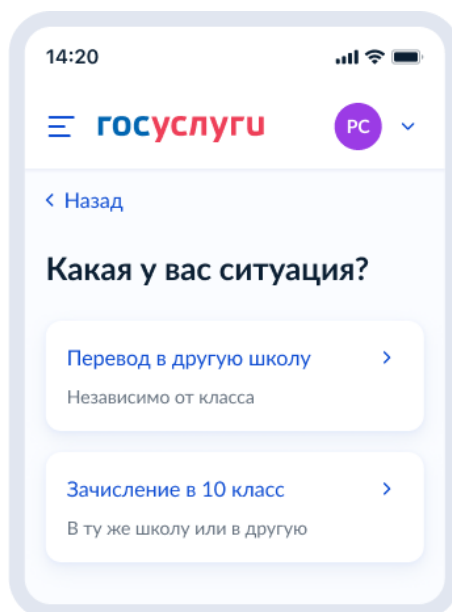 14:20
госуслуги
РС
Назад
Какая у вас ситуация?
Перевод в другую школу
Независимо от класса
Зачисление в 10 класс
В ту же школу или в другую